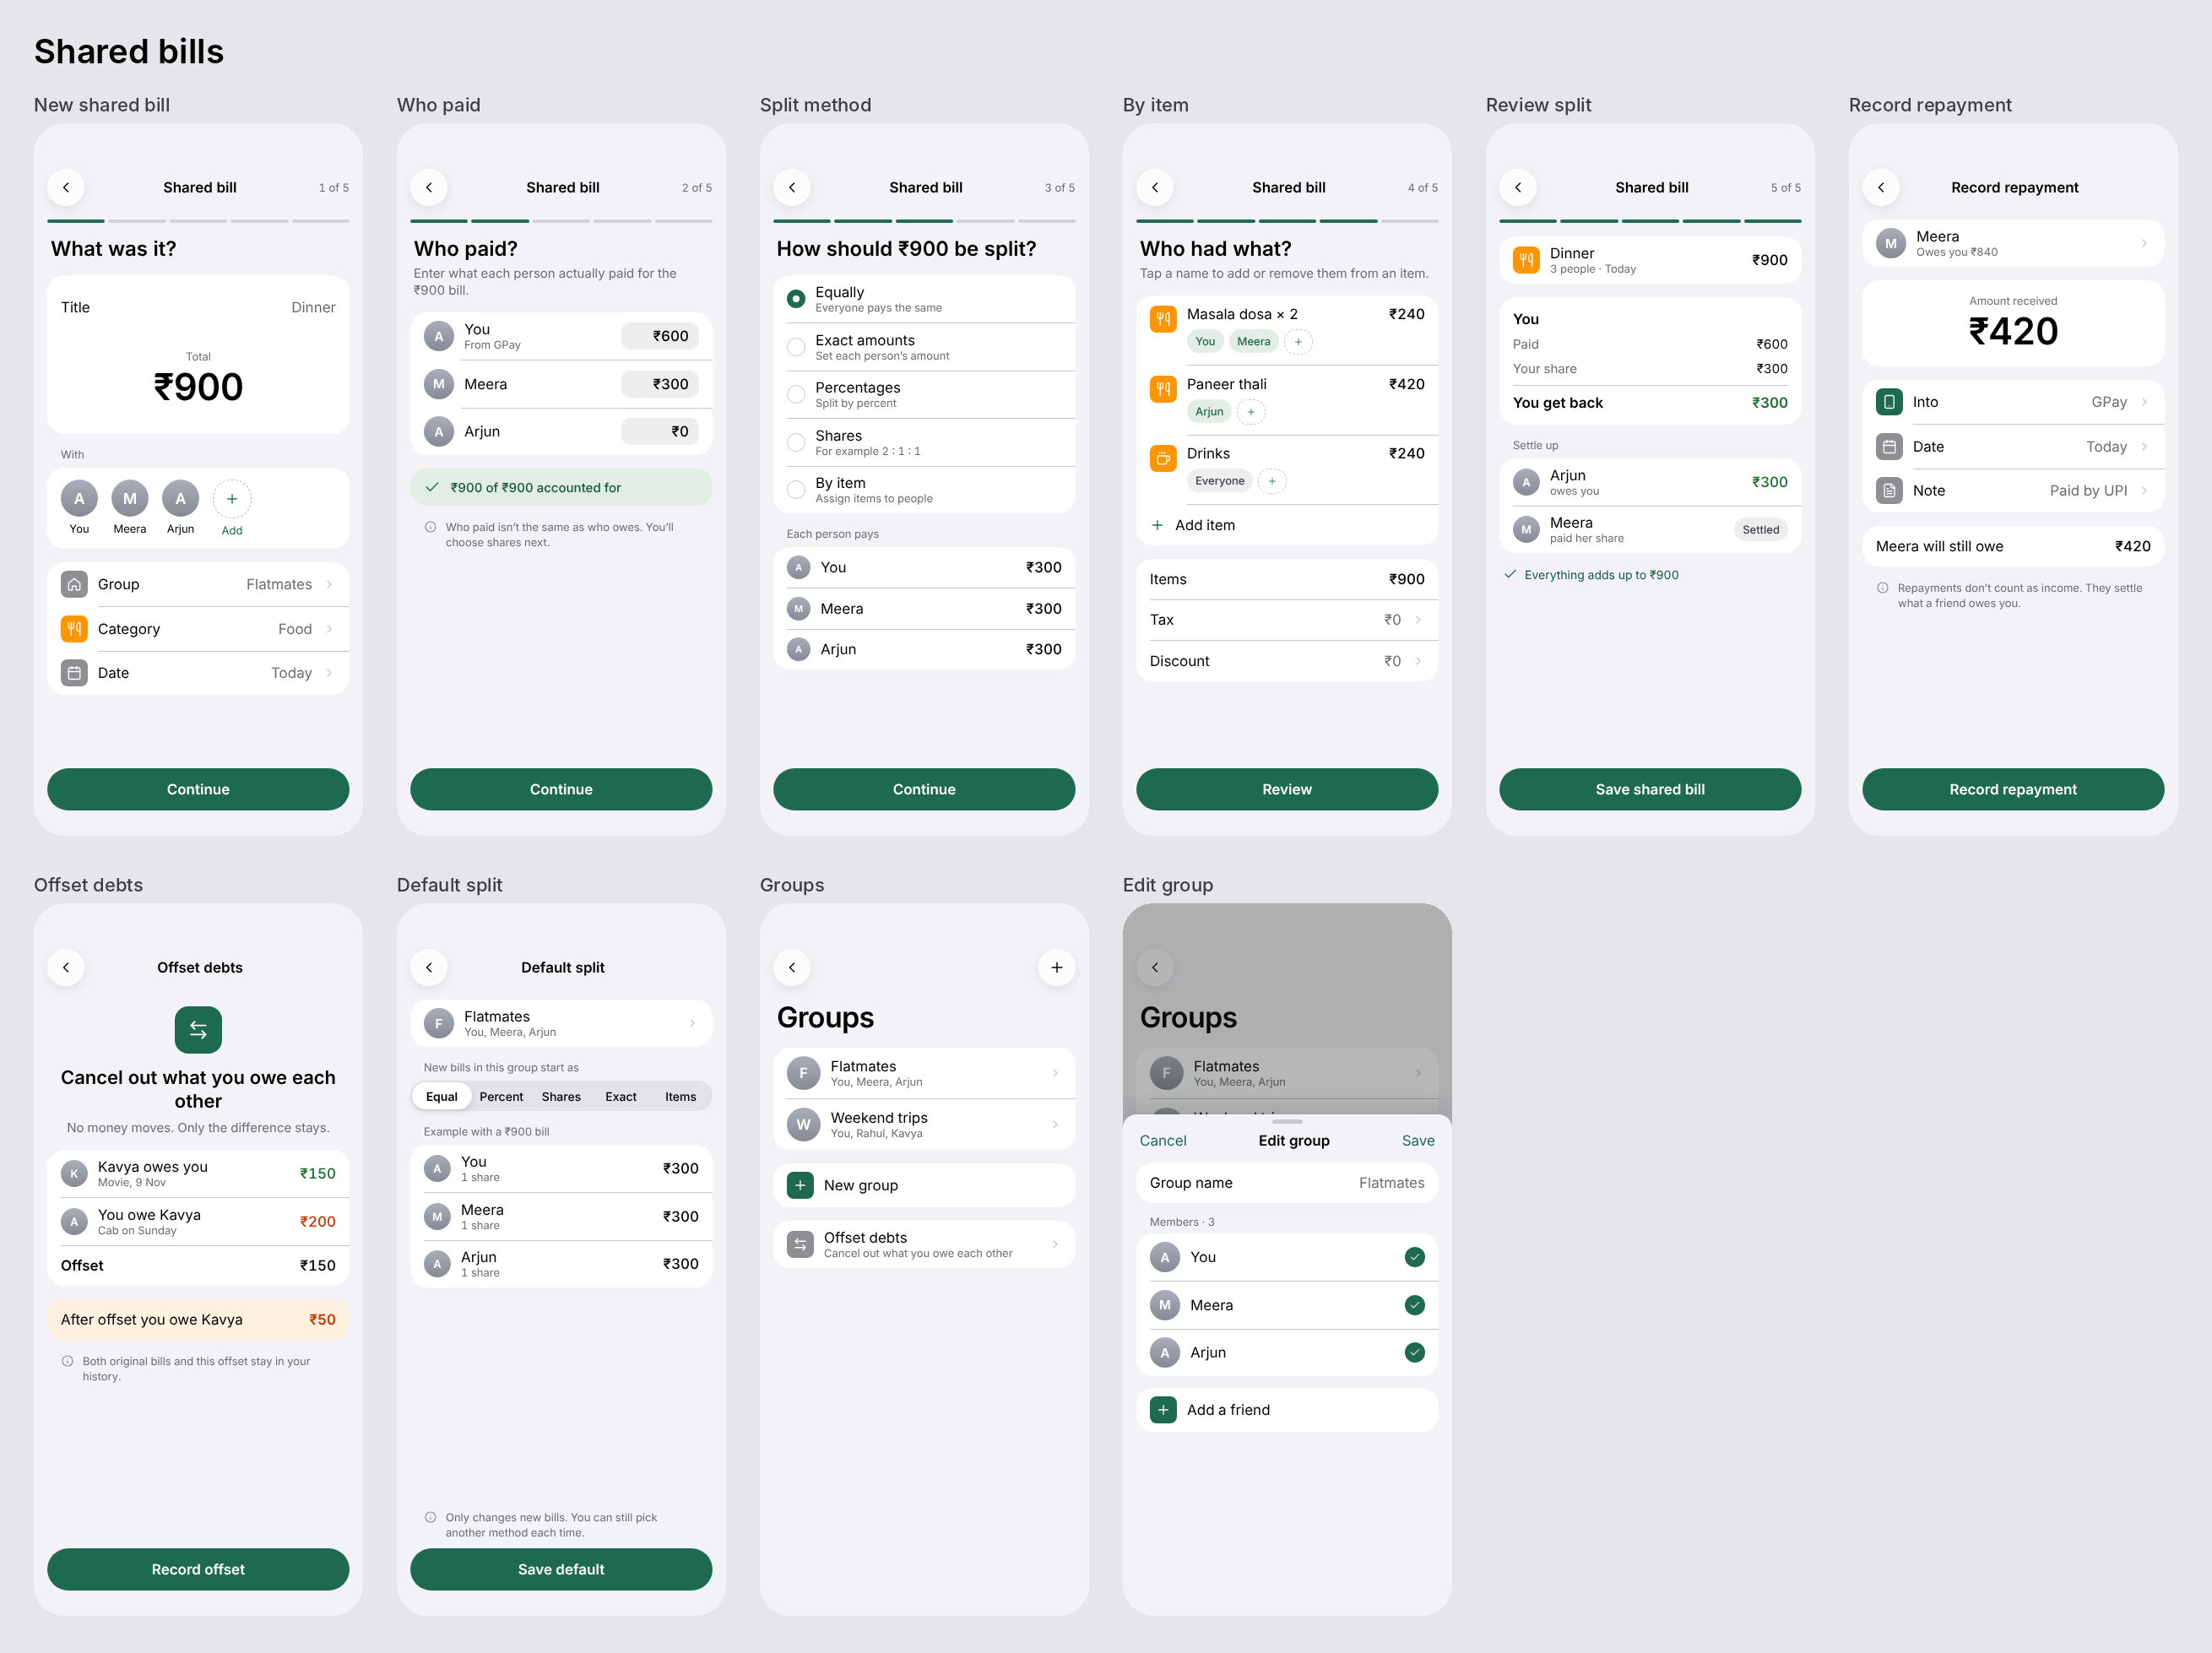 Shared bills
New shared bill
Shared bill
1 of 5
What was it?
Title
Dinner
Total
₹900
With
A
M
A
You
Meera
Arjun
Add
Group
Flatmates
Category
Food
Date
Today
Continue
Who paid
Shared bill
2 of 5
Who paid?
Enter what each person actually paid for the
₹900 bill.
A
You
From GPay
₹600
M
Meera
₹300
A
Arjun
₹0
₹900 of ₹900 accounted for
Who paid isn’t the same as who owes. You’ll
choose shares next.
Continue
Split method
Shared bill
3 of 5
How should ₹900 be split?
Equally
Everyone pays the same
Exact amounts
Set each person’s amount
Percentages
Split by percent
Shares
For example 2 : 1 : 1
By item
Assign items to people
Each person pays
A
You
₹300
M
Meera
₹300
A
Arjun
₹300
Continue
By item
Shared bill
4 of 5
Who had what?
Tap a name to add or remove them from an item.
Masala dosa × 2
₹240
You
Meera
Paneer thali
₹420
Arjun
Drinks
₹240
Everyone
Add item
Items
₹900
Tax
₹0
Discount
₹0
Review
Review split
Shared bill
5 of 5
Dinner
3 people · Today
₹900
You
Paid
₹600
Your share
₹300
You get back
₹300
Settle up
A
Arjun
owes you
₹300
M
Meera
paid her share
Settled
Everything adds up to ₹900
Save shared bill
Record repayment
Record repayment
M
Meera
Owes you ₹840
Amount received
₹420
Into
GPay
Date
Today
Note
Paid by UPI
Meera will still owe
₹420
Repayments don’t count as income. They settle
what a friend owes you.
Record repayment
Offset debts
Offset debts
Cancel out what you owe each
other
No money moves. Only the difference stays.
K
Kavya owes you
Movie, 9 Nov
₹150
A
You owe Kavya
Cab on Sunday
₹200
Offset
₹150
After offset you owe Kavya
₹50
Both original bills and this offset stay in your
history.
Record offset
Default split
Default split
F
Flatmates
You, Meera, Arjun
New bills in this group start as
Equal
Percent
Shares
Exact
Items
Example with a ₹900 bill
A
You
1 share
₹300
M
Meera
1 share
₹300
A
Arjun
1 share
₹300
Only changes new bills. You can still pick
another method each time.
Save default
Groups
Groups
F
Flatmates
You, Meera, Arjun
W
Weekend trips
You, Rahul, Kavya
New group
Offset debts
Cancel out what you owe each other
Edit group
Groups
F
Flatmates
You, Meera, Arjun
Cancel
Edit group
Save
Group name
Flatmates
Members · 3
A
You
M
Meera
A
Arjun
Add a friend